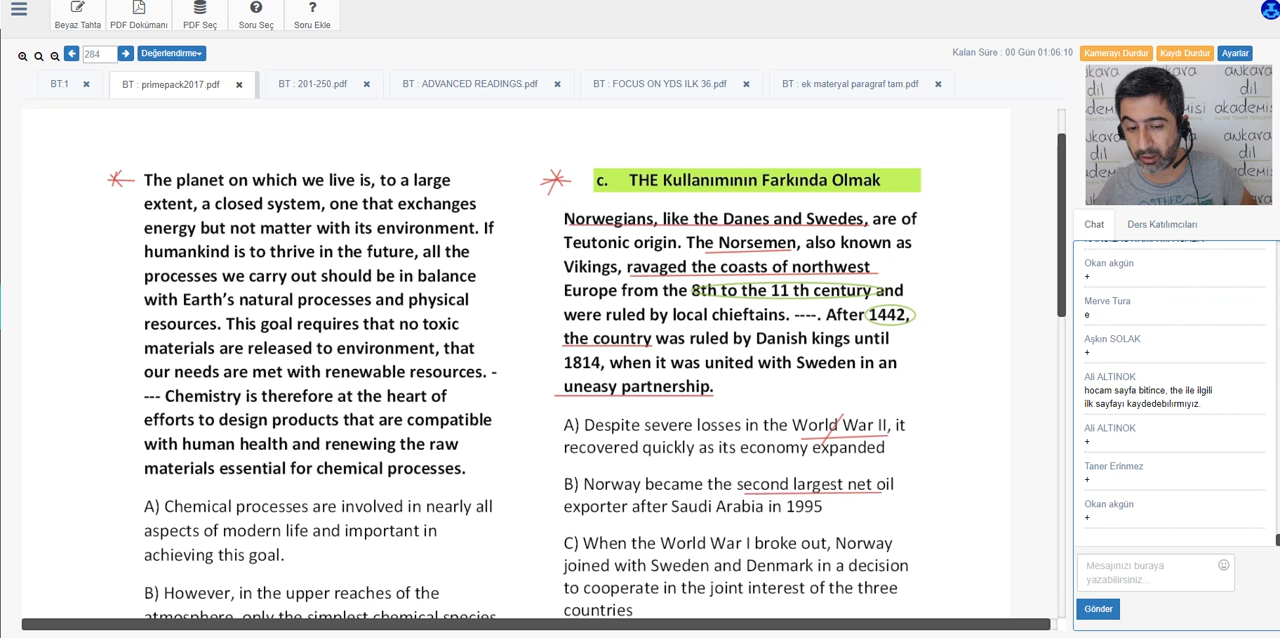 Beyaz Tahta
PDF Dokümanı
PDF Seç
Soru Seç
Soru Ekle
284
Değerlendirme
Kalan Süre : 00 Gün 01:06:10
Kamerayı Durdur
Kaydı Durdur
Ayarlar
BT:1
BT : primepack2017.pdf
BT : 201-250.pdf
BT : ADVANCED READINGS.pdf
BT : FOCUS ON YDS ILK 36.pdf
BT : ek materyal paragraf tam.pdf
The planet on which we live is, to a large
extent, a closed system, one that exchanges
energy but not matter with its environment. If
humankind is to thrive in the future, all the
processes we carry out should be in balance
with Earth's natural processes and physical
resources. This goal requires that no toxic
materials are released to environment, that
our needs are met with renewable resources. -
--- Chemistry is therefore at the heart of
efforts to design products that are compatible
with human health and renewing the raw
materials essential for chemical processes.
A) Chemical processes are involved in nearly all
aspects of modern life and important in
achieving this goal.
B) However, in the upper reaches of the
atmosphere, only the simplest chemical species
c. THE Kullanımının Farkında Olmak
Norwegians, like the Danes and Swedes, are of
Teutonic origin. The Norsemen, also known as
Vikings, ravaged the coasts of northwest
Europe from the 8th to the 11 th century and
were ruled by local chieftains. ----. After 1442,
the country was ruled by Danish kings until
1814, when it was united with Sweden in an
uneasy partnership.
A) Despite severe losses in the World War II, it
recovered quickly as its economy expanded
B) Norway became the second largest net oil
exporter after Saudi Arabia in 1995
C) When the World War I broke out, Norway
joined with Sweden and Denmark in a decision
to cooperate in the joint interest of the three
countries
ankara
dil
akademisi
Chat
Ders Katılımcıları
Okan akgün
+
Merve Tura
e
Aşkın SOLAK
+
Ali ALTINOK
hocam sayfa bitince, the ile ilgili
ilk sayfayı kaydedebılırmıyız.
Ali ALTINOK
+
Taner Erinmez
+
Okan akgün
+
Mesajınızı buraya
yazabilirsiniz...
Gönder